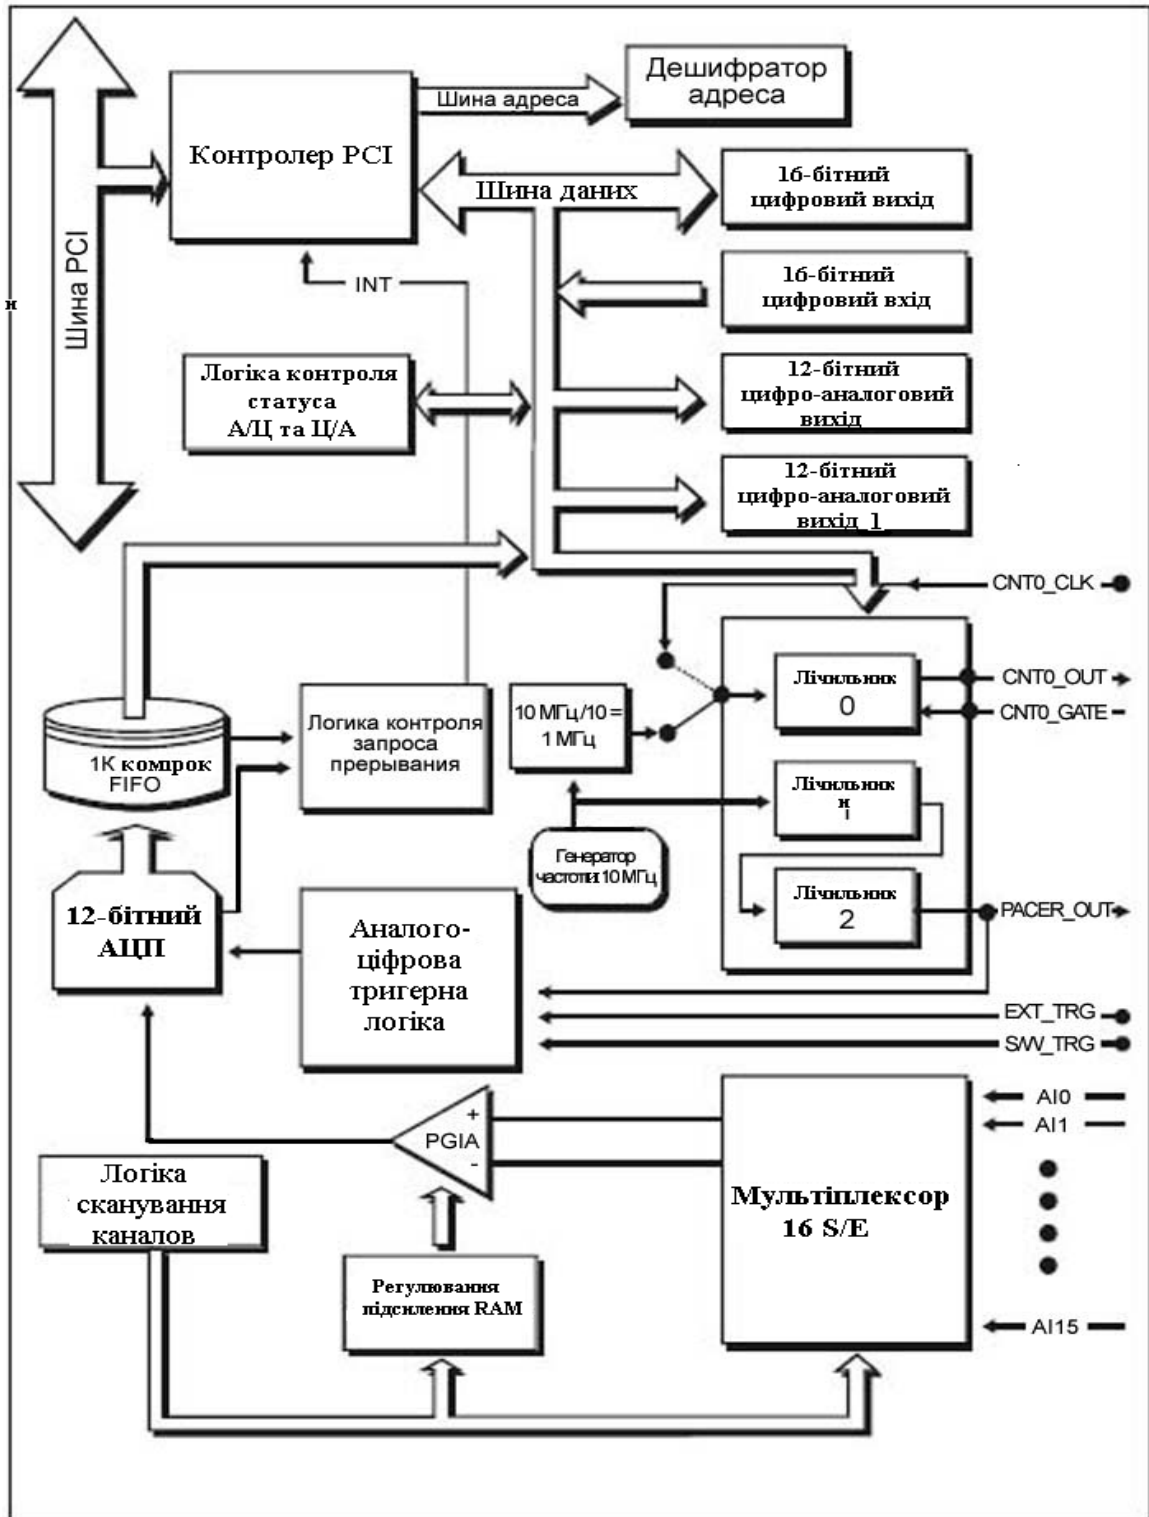 Дешифратор
адреса
Шина адреса
Контролер PCI
Шина даних
16-бітний
цифровий вихід
Шина PCI
и
INT
16-бітний
цифровий вхід
Логіка контроля
статуса
А/Ц та Ц/А
12-бітний
цифро-аналоговий
вихід
12-бітний
цифро-аналоговий
вихід 1
CNT0_CLK
Лічильник
0
CNT0_OUT
CNT0_GATE
10 МГц/10 =
1 МГц
Логика контроля
запроса
прерывания
1К комірок
FIFO
Лічильник
и
Генератор
частоти 10 МГц
Лічильник
2
PACER_OUT
12-бітний
АЦП
Аналого-
ціфрова
тригерна
логіка
EXT_TRG
S/W_TRG
AI0
AI1
+
PGIA
-
Логіка
сканування
каналов
Мультіплексор
16 S/E
Регулювання
підсилення RAM
AI15